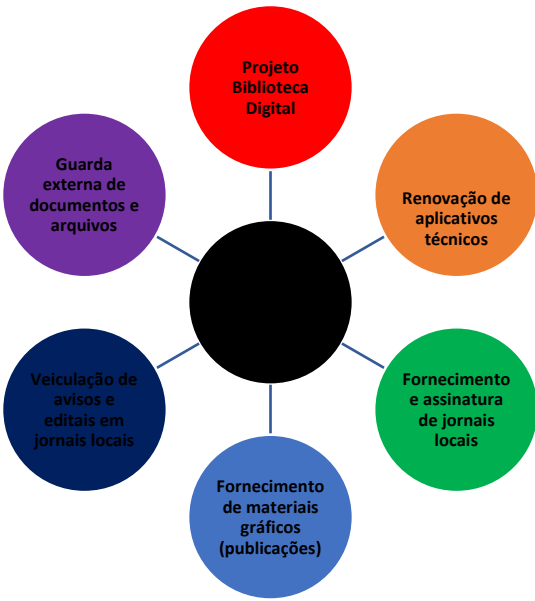 Projeto
Biblioteca
Digital
Renovação de
aplicativos
técnicos
Fornecimento
e assinatura
de jornais
locais
Fornecimento
de materiais
gráficos
(publicações)
Veiculação de
avisos e
editais em
jornais locais
Guarda
externa de
documentos e
arquivos